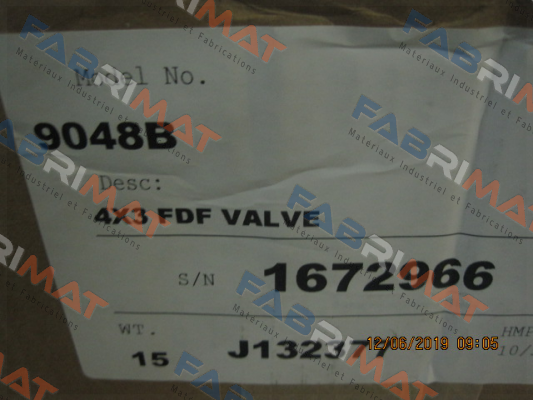 Model No.
9048B
Desc:
4X3 FDF VALVE
S/N 1672966
WT.
15 J132377
12/06/2019 09:05
FABRIMAT
Materiaux Industriel et Fabrications